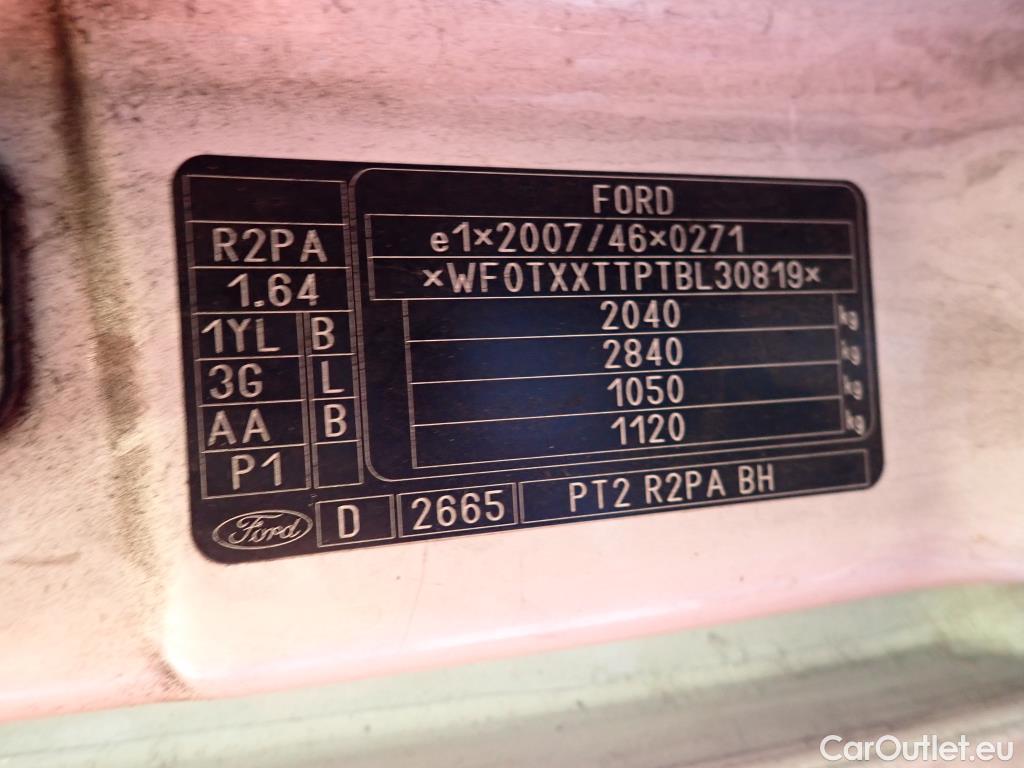 FORD
e1×2007/46×0271
×WF0TXXTTPTBL30819×
2040 kg
2840 kg
1050 kg
1120 kg
R2PA
1.64
1YL B
3G L
AA B
P1
Ford D 2665 PT2 R2PA BH
CarOutlet.eu